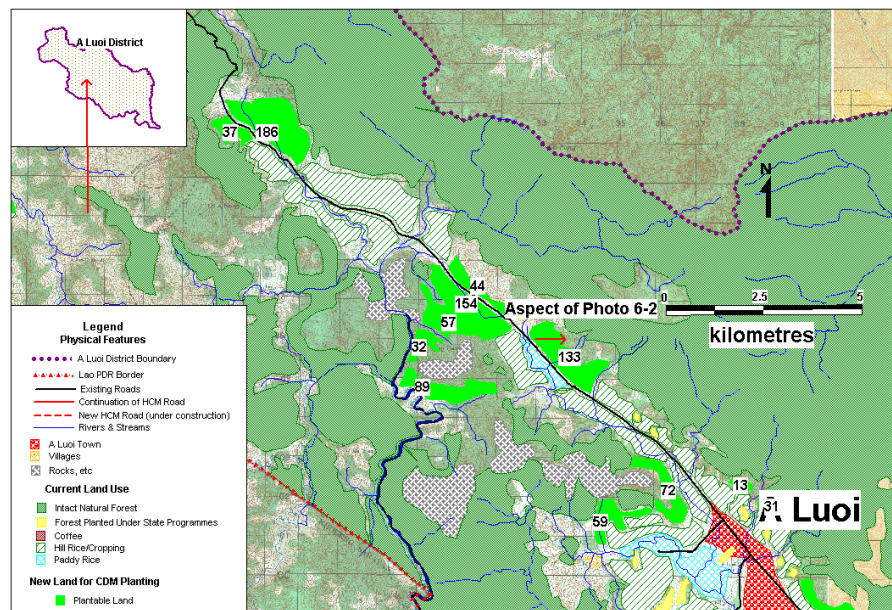 A Luoi District
37 186
N
44
154
Aspect of Photo 6-2
0 2.5 5
kilometres
57
32
133
89
72
13
31
A Luoi
59
Legend
Physical Features
A Luoi District Boundary
Lao PDR Border
Existing Roads
Continuation of HCM Road
New HCM Road (under construction)
Rivers & Streams
A Luoi Town
Villages
Rocks, etc
Current Land Use
Intact Natural Forest
Forest Planted Under State Programmes
Coffee
Hill Rice/Cropping
Paddy Rice
New Land for CDM Planting
Plantable Land